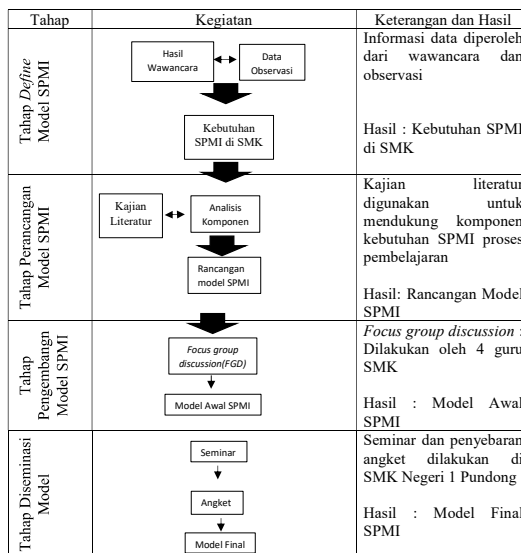 Tahap Kegiatan Keterangan dan Hasil
Tahap Define
Model SPMI
Hasil
Wawancara
Data
Observasi
Kebutuhan
SPMI di SMK
Informasi data diperoleh
dari wawancara dan
observasi
Hasil : Kebutuhan SPMI
di SMK
Tahap Perancangan
Model SPMI
Kajian
Literatur
Analisis
Komponen
Rancangan
model SPMI
Kajian literatur
digunakan untuk
mendukung komponen
kebutuhan SPMI proses
pembelajaran
Hasil: Rancangan Model
SPMI
Tahap
Pengembangn
Model SPMI
Focus group
discussion(FGD)
Model Awal SPMI
Focus group discussion :
Dilakukan oleh 4 guru
SMK
Hasil : Model Awal
SPMI
Tahap Diseminasi
Model
Seminar
Angket
Model Final
Seminar dan penyebaran
angket dilakukan di
SMK Negeri 1 Pundong
Hasil : Model Final
SPMI